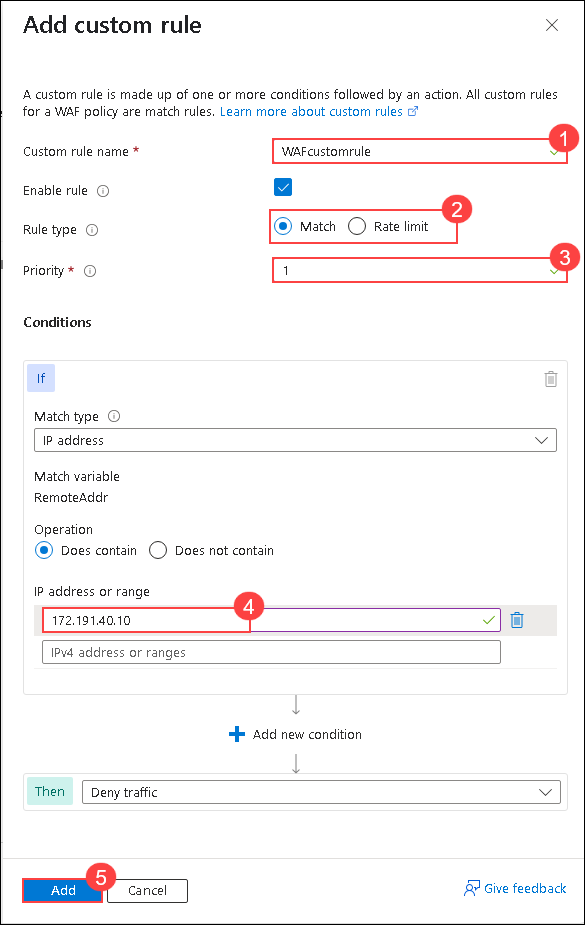 Add custom rule
A custom rule is made up of one or more conditions followed by an action. All custom rules
for a WAF policy are match rules. Learn more about custom rules
1
Custom rule name *
WAFcustomrule
Enable rule
2
Rule type
Match
Rate limit
3
Priority *
1
Conditions
If
Match type
IP address
Match variable
RemoteAddr
Operation
Does contain
Does not contain
IP address or range
4
172.191.40.10
IPv4 address or ranges
Add new condition
Then
Deny traffic
5
Add
Cancel
Give feedback